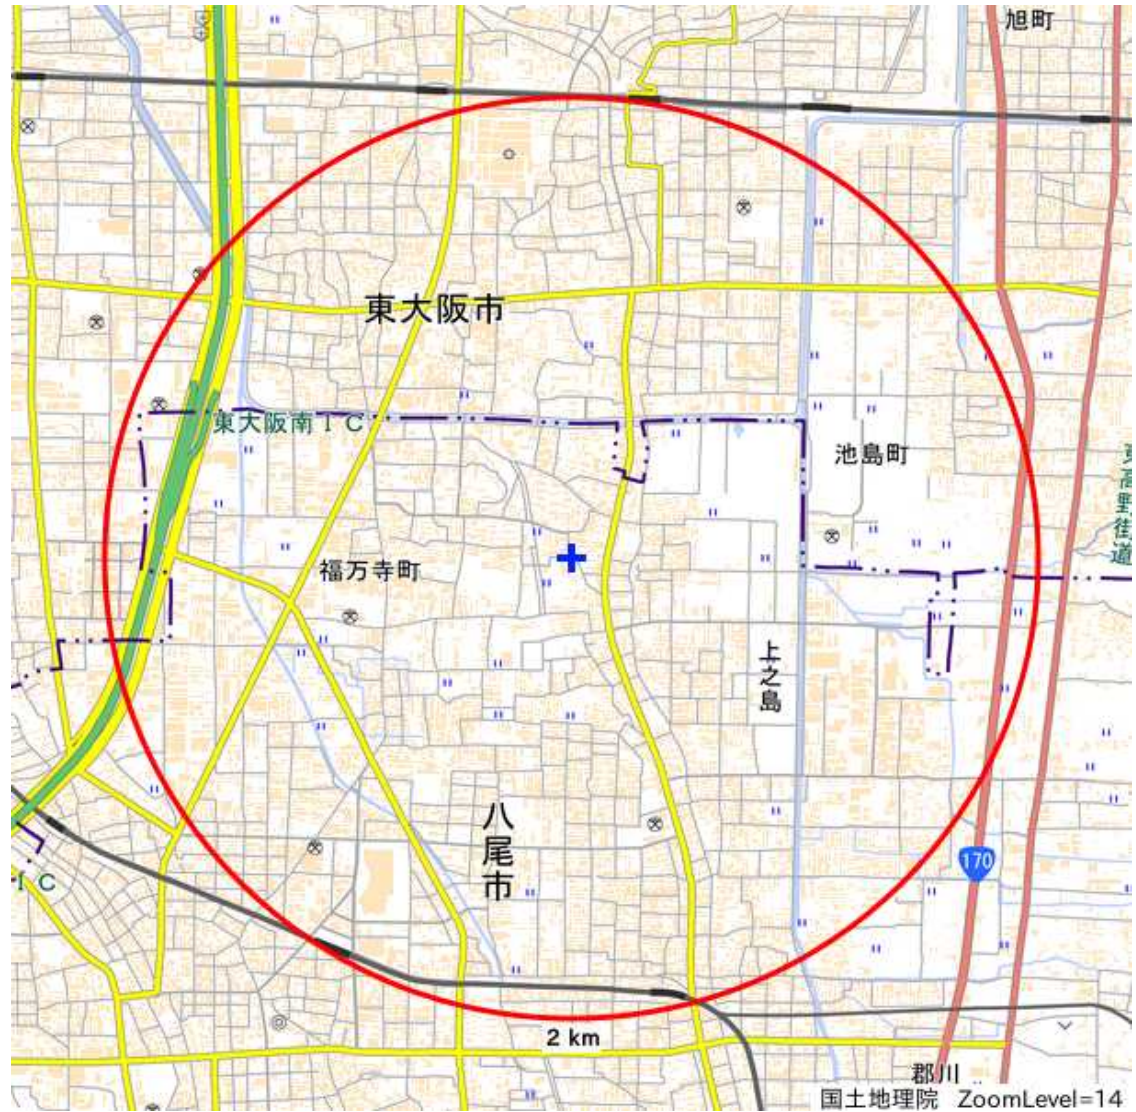 旭町
東大阪市
東大阪南IC
池島町
東高野街道
福万寺町
上之島
八尾市
170
IC
2 km
郡川
国土地理院 ZoomLevel=14